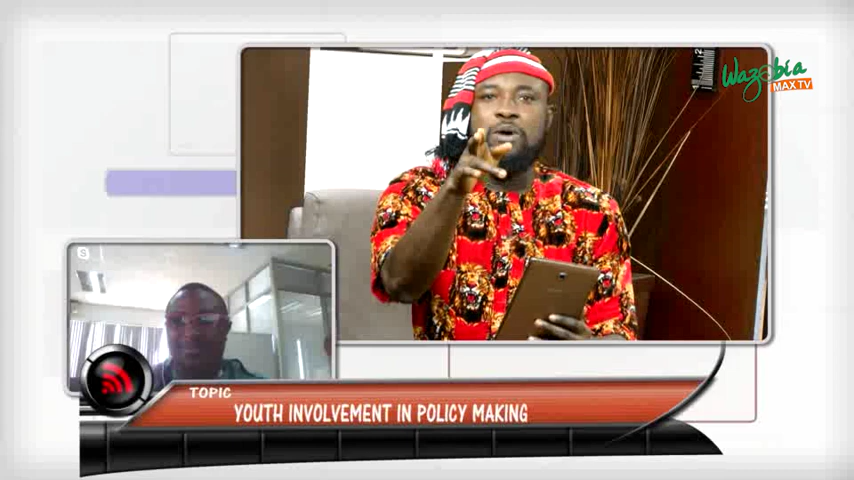 Wazobia
MAX TV
S
TOPIC
YOUTH INVOLVEMENT IN POLICY MAKING